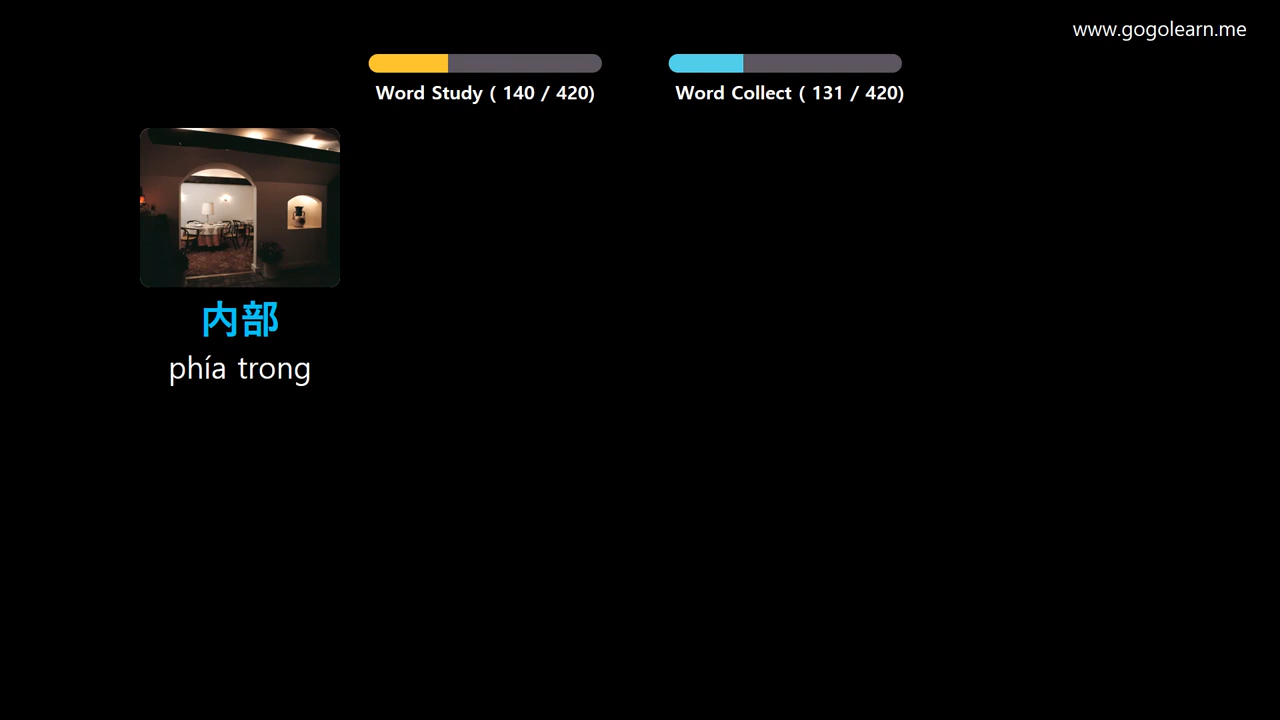 www.gogolearn.me
Word Study ( 140 / 420)
Word Collect ( 131 / 420)
内部
phía trong